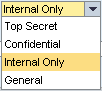 Internal Only
Top Secret
Confidential
Internal Only
General